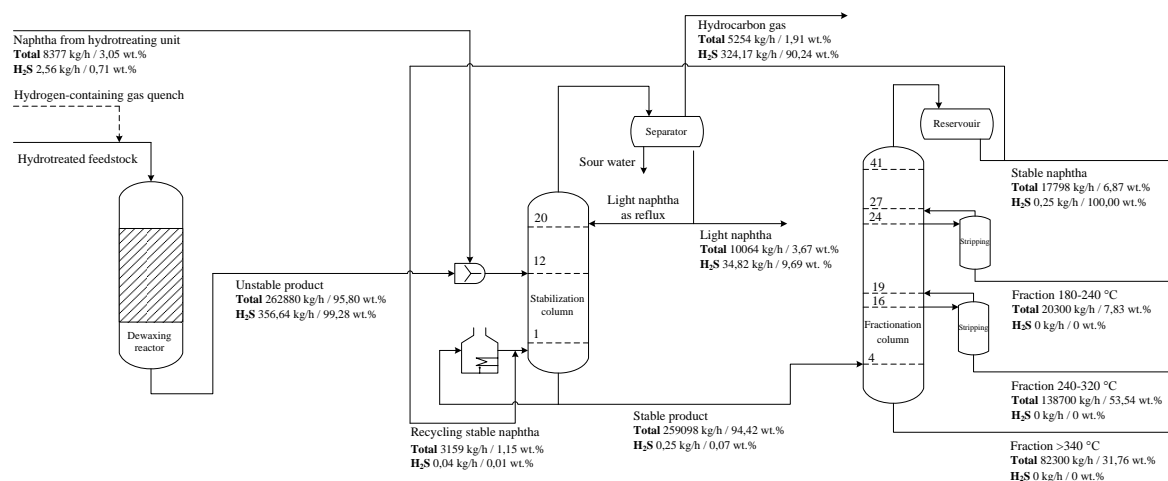 Naphtha from hydrotreating unit
Total 8377 kg/h / 3,05 wt.%
H₂S 2,56 kg/h / 0,71 wt.%
Hydrogen-containing gas quench
Hydrotreated feedstock
Dewaxing
reactor
Unstable product
Total 262880 kg/h / 95,80 wt.%
H₂S 356,64 kg/h / 99,28 wt.%
Hydrocarbon gas
Total 5254 kg/h / 1,91 wt.%
H₂S 324,17 kg/h / 90,24 wt.%
Separator
Sour water
Light naphtha
as reflux
Light naphtha
Total 10064 kg/h / 3,67 wt.%
H₂S 34,82 kg/h / 9,69 wt. %
20
12
Stabilization
column
1
Recycling stable naphtha
Total 3159 kg/h / 1,15 wt.%
H₂S 0,04 kg/h / 0,01 wt.%
Stable product
Total 259098 kg/h / 94,42 wt.%
H₂S 0,25 kg/h / 0,07 wt.%
Reservouir
41
27
24
19
16
Fractionation
column
4
Stripping
Stripping
Stable naphtha
Total 17798 kg/h / 6,87 wt.%
H₂S 0,25 kg/h / 100,00 wt.%
Fraction 180-240 °C
Total 20300 kg/h / 7,83 wt.%
H₂S 0 kg/h / 0 wt.%
Fraction 240-320 °C
Total 138700 kg/h / 53,54 wt.%
H₂S 0 kg/h / 0 wt.%
Fraction >340 °C
Total 82300 kg/h / 31,76 wt.%
H₂S 0 kg/h / 0 wt.%